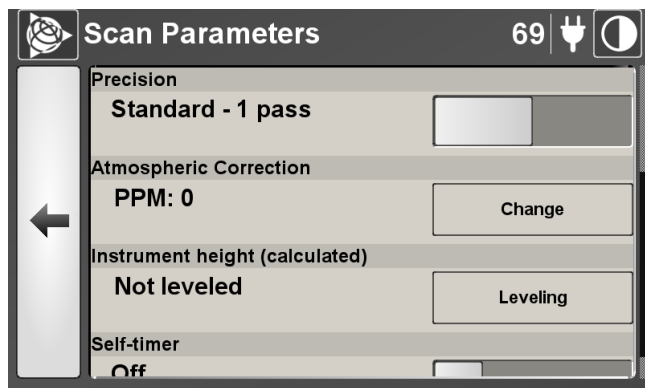 Scan Parameters
69
Precision
Standard - 1 pass
Atmospheric Correction
PPM: 0
Change
Instrument height (calculated)
Not leveled
Leveling
Self-timer
Off